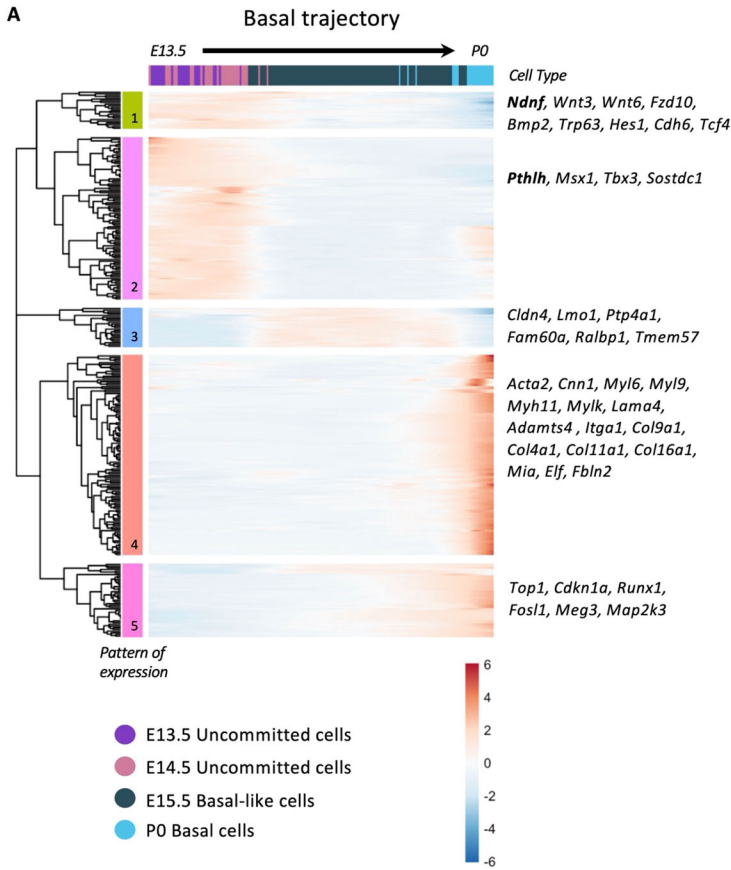 A
Basal trajectory
E13.5
P0
Cell Type
1
Ndnf, Wnt3, Wnt6, Fzd10,
Bmp2, Trp63, Hes1, Cdh6, Tcf4
Pthlh, Msx1, Tbx3, Sostdc1
2
3
Cldn4, Lmo1, Ptp4a1,
Fam60a, Ralbp1, Tmem57
Acta2, Cnn1, Myl6, Myl9,
Myh11, Mylk, Lama4,
Adamts4 , Itga1, Col9a1,
Col4a1, Col11a1, Col16a1,
Mia, Elf, Fbln2
4
Top1, Cdkn1a, Runx1,
Fosl1, Meg3, Map2k3
5
Pattern of
expression
6
4
2
0
-2
-4
-6
E13.5 Uncommitted cells
E14.5 Uncommitted cells
E15.5 Basal-like cells
P0 Basal cells